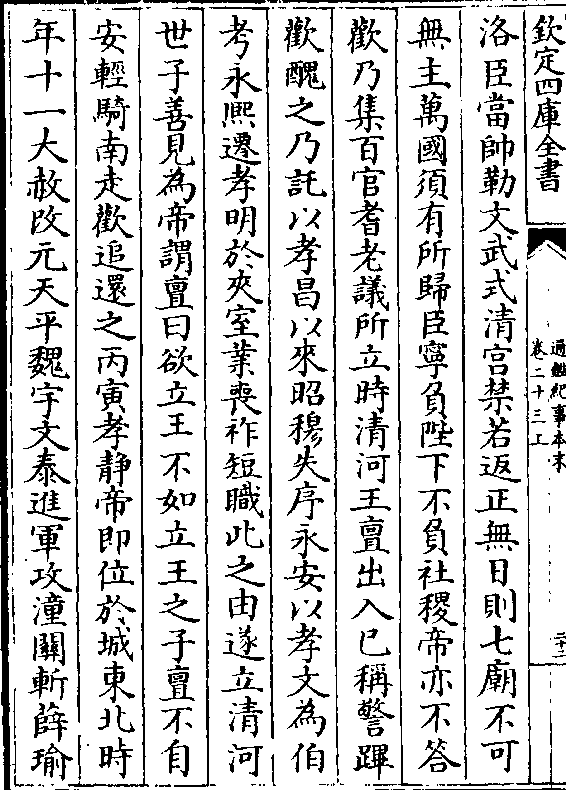 欽定四庫全書
通鑑紀事本末
卷二十三上
二十二
洛臣當帥勒文武式清宫禁若返正無日則七廟不可
無主萬國須有所歸臣寧負陛下不負社稷帝亦不答
歡乃集百官耆老議所立時清河王亶出入已稱警蹕
歡醜之乃託以孝昌以來昭穆失序永安以孝文為伯
考永熙遷孝明於夾室業喪祚短職此之由遂立清河
世子善見為帝謂亶曰欲立王不如立王之子亶不自
安輕騎南走歡追還之丙寅孝静帝即位於城東北時
年十一大赦改元天平魏宇文泰進軍攻潼關斬薛瑜